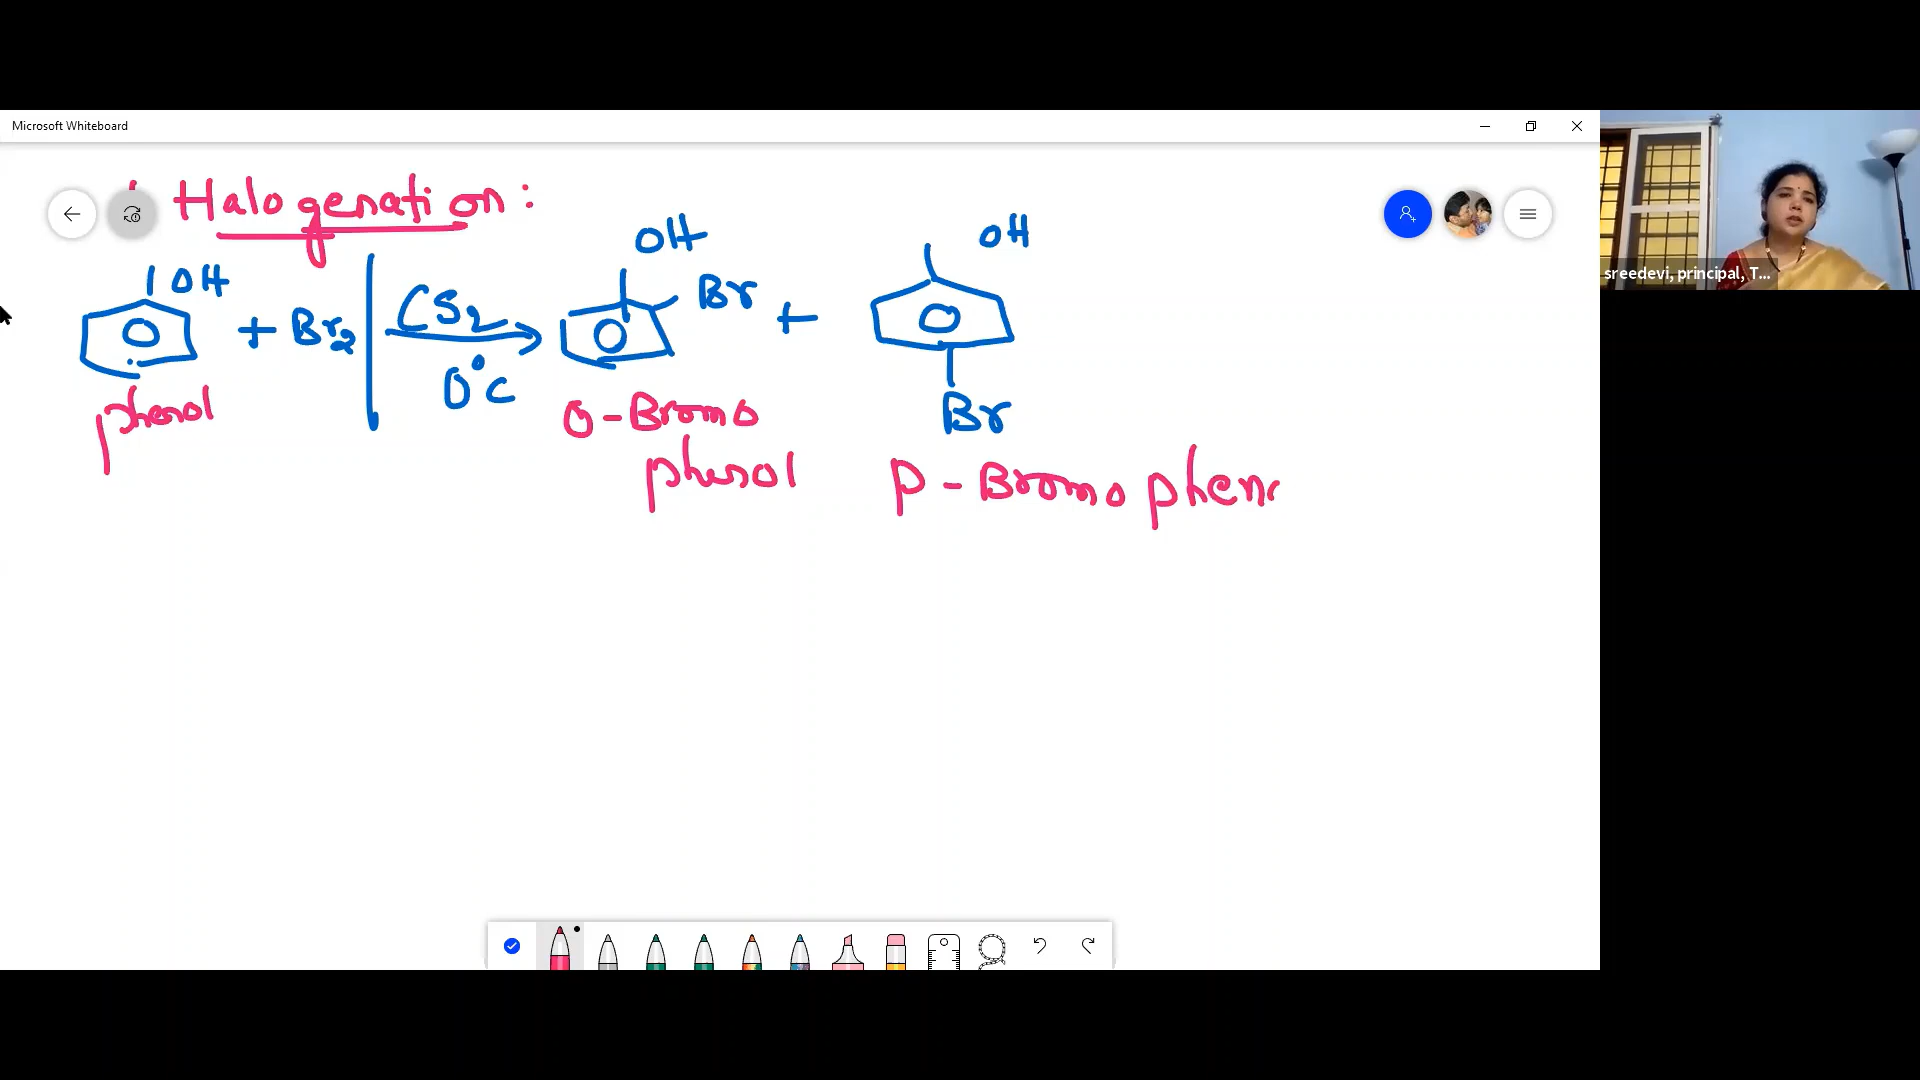 Microsoft Whiteboard
Halogenation:
OH + Br2 CS2 0°C OH Br + OH Br
phenol
O-Bromo phenol
p-Bromo phen
sreedevi, principal, T...